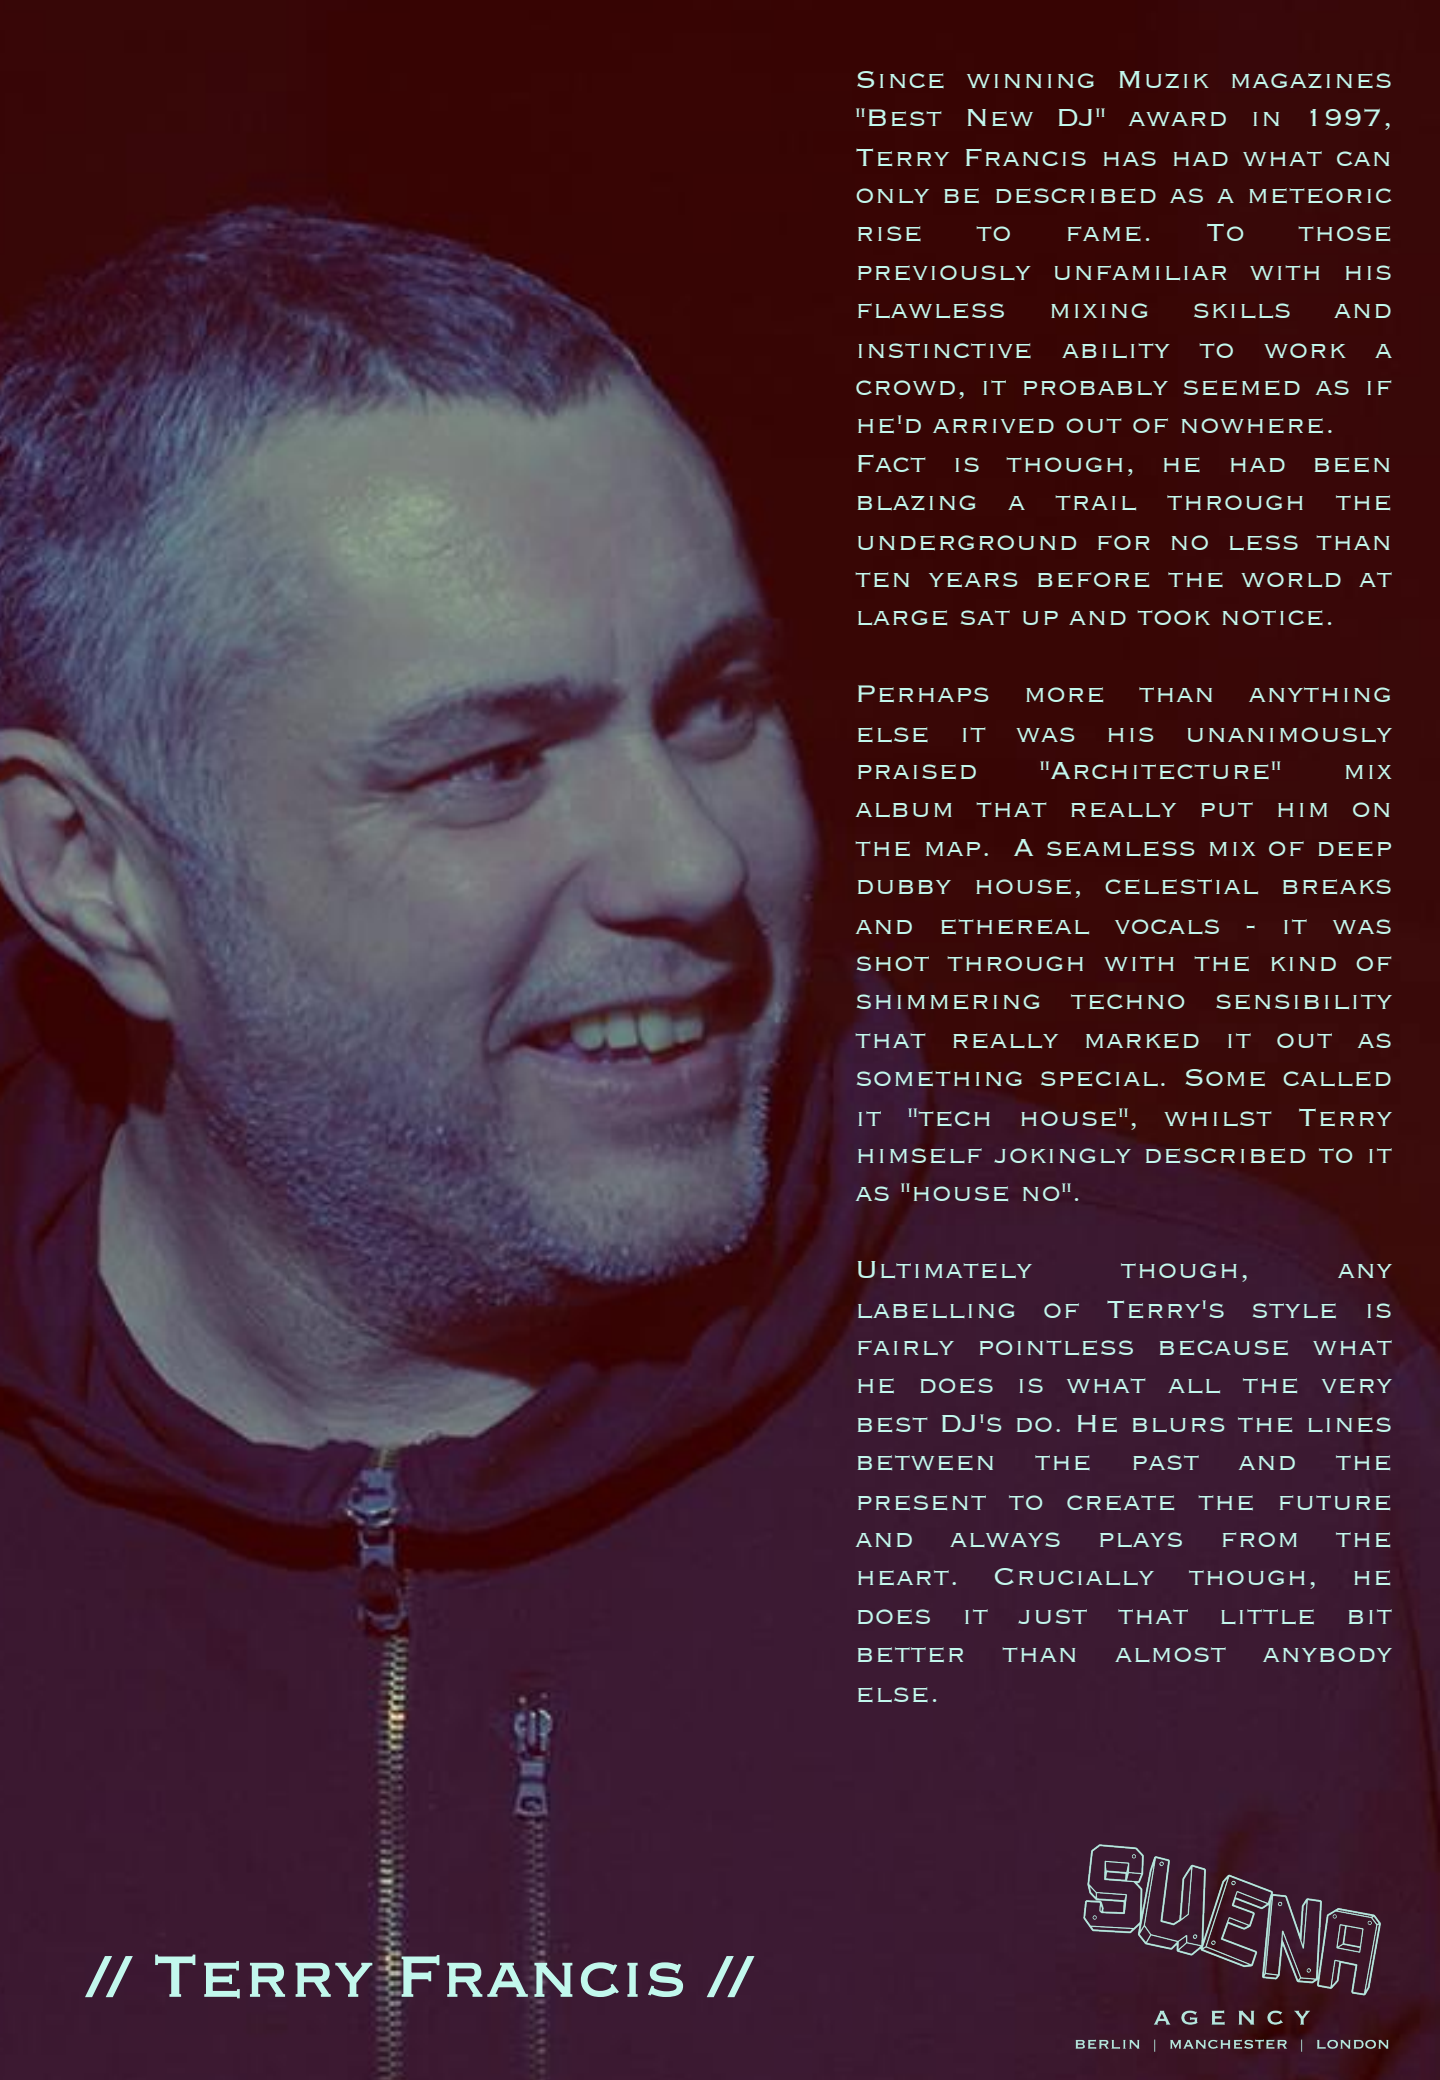 Since winning Muzik magazines
"Best New DJ" award in 1997,
Terry Francis has had what can
only be described as a meteoric
rise to fame. To those
previously unfamiliar with his
flawless mixing skills and
instinctive ability to work a
crowd, it probably seemed as if
he'd arrived out of nowhere.
Fact is though, he had been
blazing a trail through the
underground for no less than
ten years before the world at
large sat up and took notice.
Perhaps more than anything
else it was his unanimously
praised "Architecture" mix
album that really put him on
the map. A seamless mix of deep
dubby house, celestial breaks
and ethereal vocals - it was
shot through with the kind of
shimmering techno sensibility
that really marked it out as
something special. Some called
it "tech house", whilst Terry
himself jokingly described to it
as "house no".
Ultimately though, any
labelling of Terry's style is
fairly pointless because what
he does is what all the very
best DJ's do. He blurs the lines
between the past and the
present to create the future
and always plays from the
heart. Crucially though, he
does it just that little bit
better than almost anybody
else.
// Terry Francis //
SUENA
AGENCY
BERLIN | MANCHESTER | LONDON